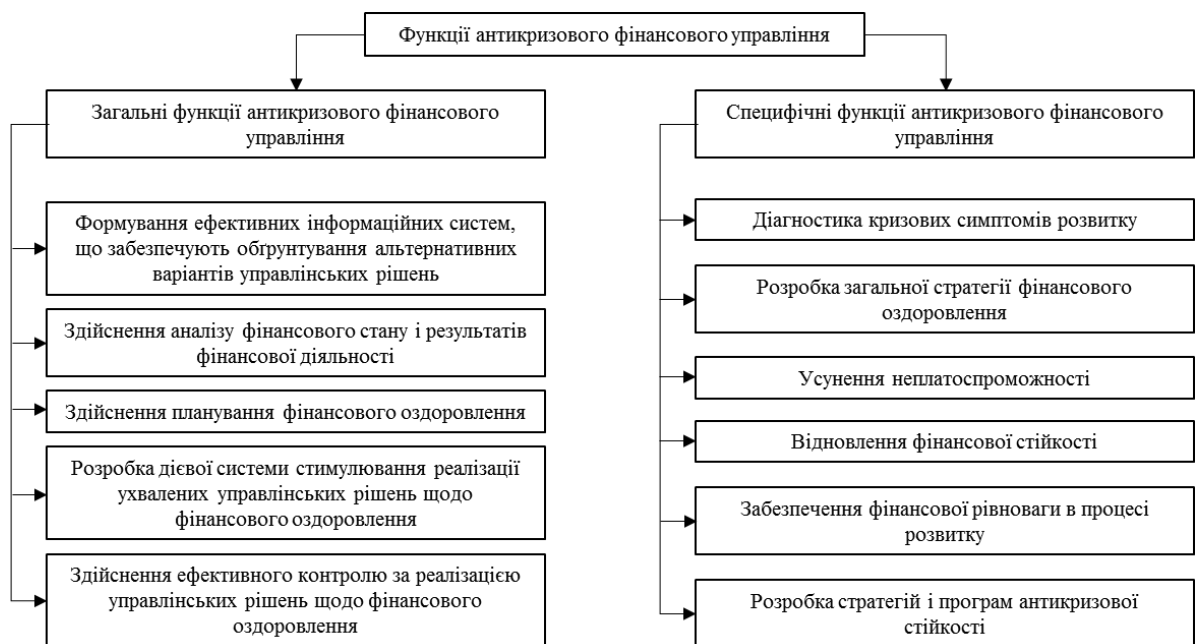 Функції антикризового фінансового управління
Загальні функції антикризового фінансового
управління
Формування ефективних інформаційних систем,
що забезпечують обґрунтування альтернативних
варіантів управлінських рішень
Здійснення аналізу фінансового стану і результатів
фінансової діяльності
Здійснення планування фінансового оздоровлення
Розробка дієвої системи стимулювання реалізації
ухвалених управлінських рішень щодо
фінансового оздоровлення
Здійснення ефективного контролю за реалізацією
управлінських рішень щодо фінансового
оздоровлення
Специфічні функції антикризового фінансового
управління
Діагностика кризових симптомів розвитку
Розробка загальної стратегії фінансового
оздоровлення
Усунення неплатоспроможності
Відновлення фінансової стійкості
Забезпечення фінансової рівноваги в процесі
розвитку
Розробка стратегій і програм антикризової
стійкості